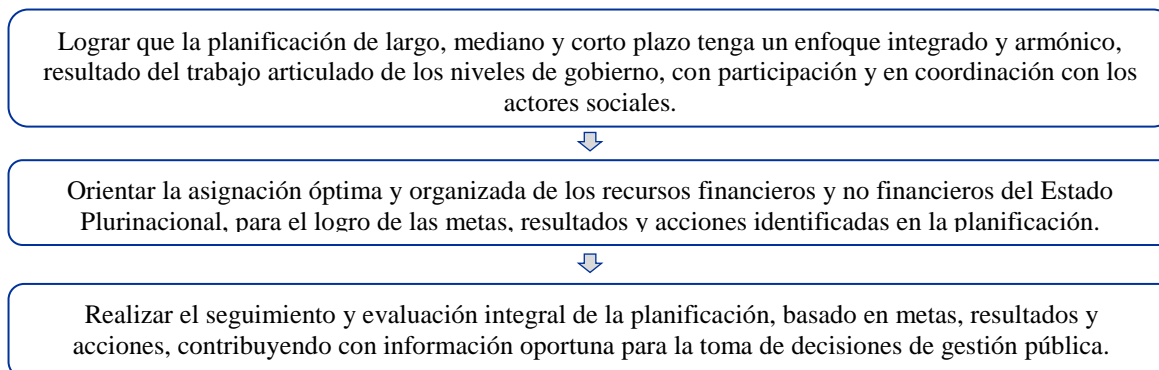 Lograr que la planificación de largo, mediano y corto plazo tenga un enfoque integrado y armónico,
resultado del trabajo articulado de los niveles de gobierno, con participación y en coordinación con los
actores sociales.
Orientar la asignación óptima y organizada de los recursos financieros y no financieros del Estado
Plurinacional, para el logro de las metas, resultados y acciones identificadas en la planificación.
Realizar el seguimiento y evaluación integral de la planificación, basado en metas, resultados y
acciones, contribuyendo con información oportuna para la toma de decisiones de gestión pública.